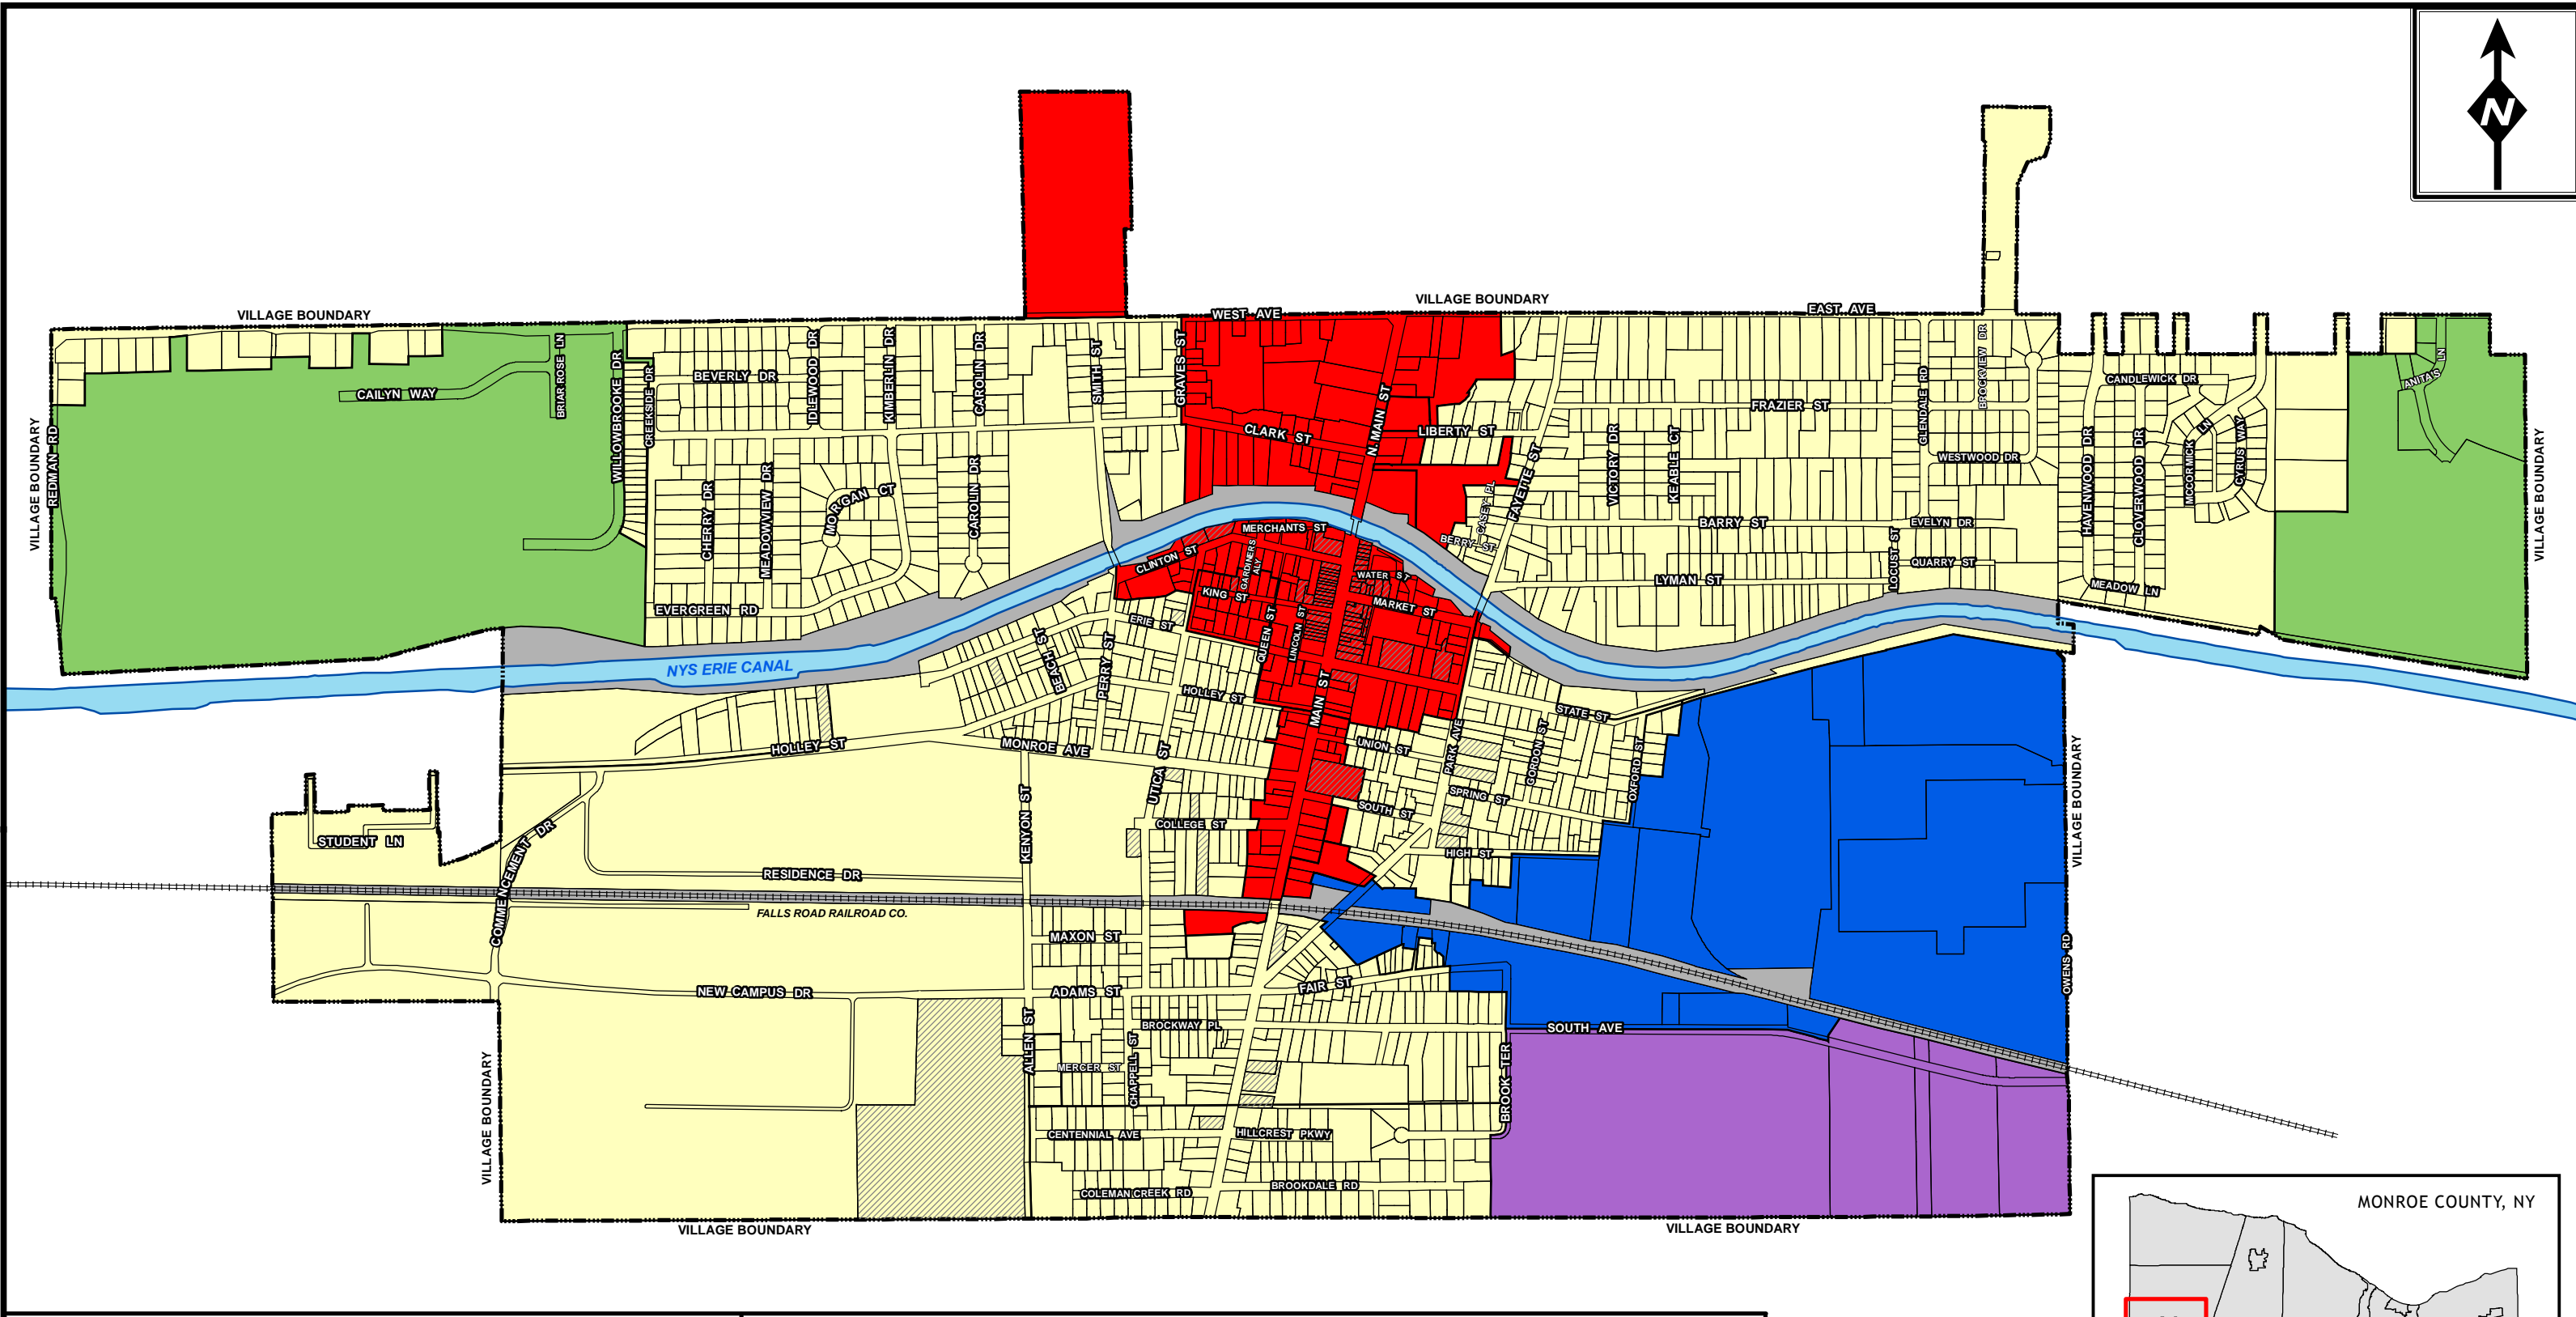 N
VILLAGE BOUNDARY
VILLAGE BOUNDARY
EAST AVE
WEST AVE
BRIAR-ROSE LN
WILLOWBROOKE DR
CREEKSIDE DR
BEVERLY DR
IDLEWOOD DR
KIMBERLIN DR
CAROLIN DR
SMITH ST
GRAVES ST
N. MAIN ST
CAILYN WAY
CLARK ST
LIBERTY ST
FRAZIER ST
GLENDALE RD
BROCKVIEW DR
CANDLEWICK DR
ANITA'S LN
VILLAGE BOUNDARY
REDMAN RD
CHERRY DR
MEADOWVIEW DR
MORGAN CT
CAROLIN DR
CASEY PL
FAYETTE ST
VICTORY DR
KEABLE CT
WESTWOOD DR
HAVENWOOD DR
CLOVERWOOD DR
MCCORMICK LN
CYRUS WAY
VILLAGE BOUNDARY
MERCHANTS ST
BARRY ST
EVELYN DR
BERRY ST
CLINTON ST
GARDINERS ALY
WATER ST
LYMAN ST
LOCUST ST
QUARRY ST
MEADOW LN
KING ST
MARKET ST
EVERGREEN RD
ERIE ST
QUEEN ST
LINCOLN ST
NYS ERIE CANAL
BEACH ST
PERRY ST
HOLLEY ST
MAIN ST
STATE ST
HOLLEY ST
MONROE AVE
UTICA ST
UNION ST
PARK AVE
GORDON ST
OXFORD ST
VILLAGE BOUNDARY
SPRING ST
SOUTH ST
STUDENT LN
COMMENCEMENT DR
KENYON ST
COLLEGE ST
HIGH ST
RESIDENCE DR
FALLS ROAD RAILROAD CO.
MAXON ST
OWENS RD
NEW CAMPUS DR
ADAMS ST
FAIR ST
BROCKWAY PL
SOUTH AVE
ALLEN ST
MERCER ST
CHAPPELL ST
BROOK TER
VILLAGE BOUNDARY
CENTENNIAL AVE
HILLCREST PKWY
COLEMAN CREEK RD
BROOKDALE RD
VILLAGE BOUNDARY
VILLAGE BOUNDARY
MONROE COUNTY, NY